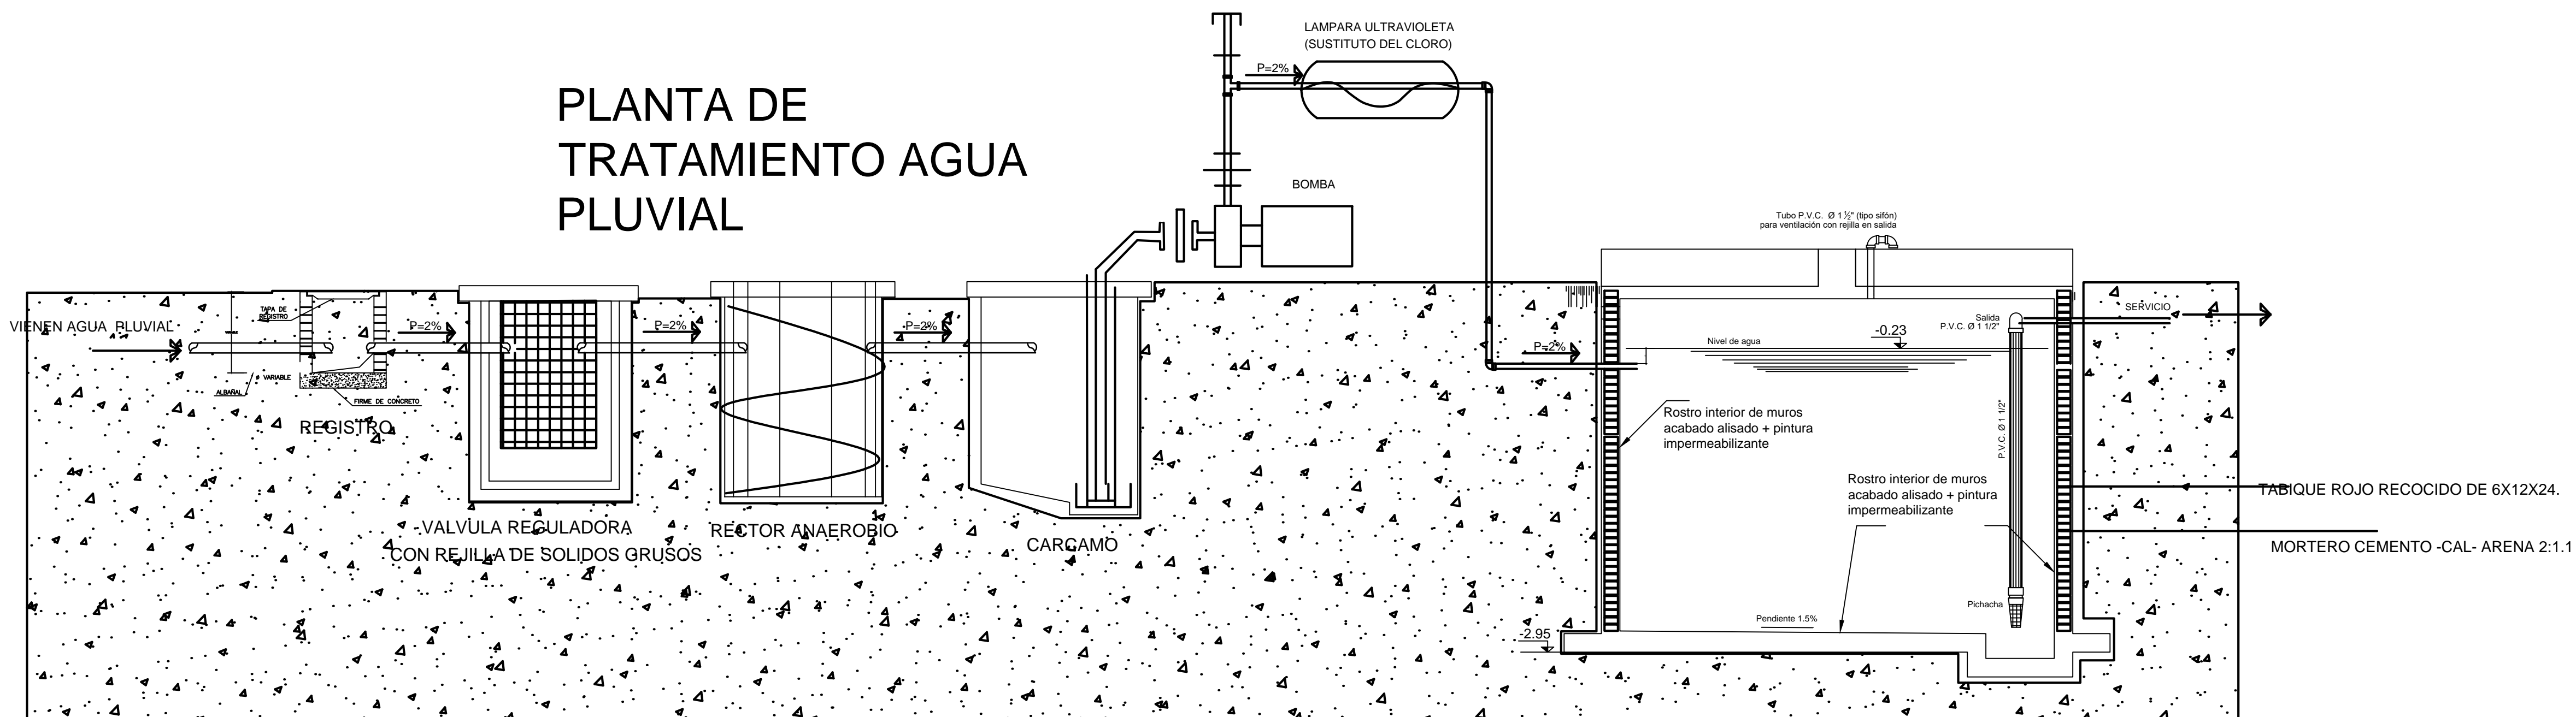 PLANTA DE
TRATAMIENTO AGUA
PLUVIAL
LAMPARA ULTRAVIOLETA
(SUSTITUTO DEL CLORO)
P=2%
BOMBA
Tubo P.V.C. Ø 1 ½" (tipo sifón)
para ventilación con rejilla en salida
VIENEN AGUA PLUVIAL
VARIABLE
TAPA DE
REGISTRO
P=2%
P=2%
P=2%
P=2%
ALBAÑAL
Ø VARIABLE
FIRME DE CONCRETO
REGISTRO
VALVULA REGULADORA
CON REJILLA DE SOLIDOS GRUSOS
RECTOR ANAEROBIO
CARCAMO
Nivel de agua
-0.23
Salida
P.V.C. Ø 1 1/2"
SERVICIO
P.V.C. Ø 1 1/2"
Rostro interior de muros
acabado alisado + pintura
impermeabilizante
Rostro interior de muros
acabado alisado + pintura
impermeabilizante
Pichacha
Pendiente 1.5%
-2.95
TABIQUE ROJO RECOCIDO DE 6X12X24.
MORTERO CEMENTO -CAL- ARENA 2:1.1